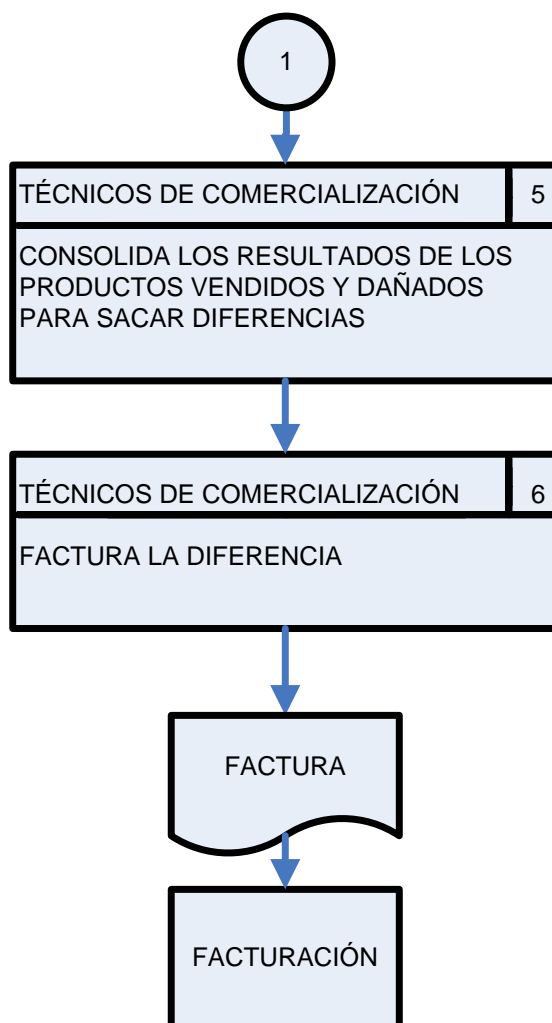 1
TÉCNICOS DE COMERCIALIZACIÓN 5
CONSOLIDA LOS RESULTADOS DE LOS
PRODUCTOS VENDIDOS Y DAÑADOS
PARA SACAR DIFERENCIAS
TÉCNICOS DE COMERCIALIZACIÓN 6
FACTURA LA DIFERENCIA
FACTURA
FACTURACIÓN